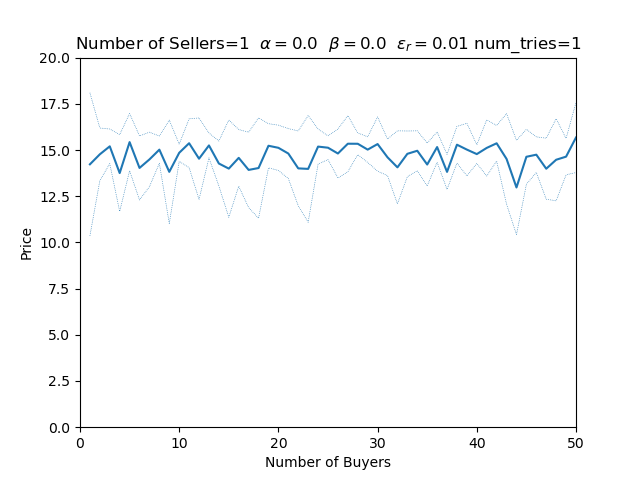 Number of Sellers=1 α = 0.0 β = 0.0 εᵣ = 0.01 num_tries=1
20.0
17.5
15.0
12.5
10.0
7.5
5.0
2.5
0.0
Price
0 10 20 30 40 50
Number of Buyers